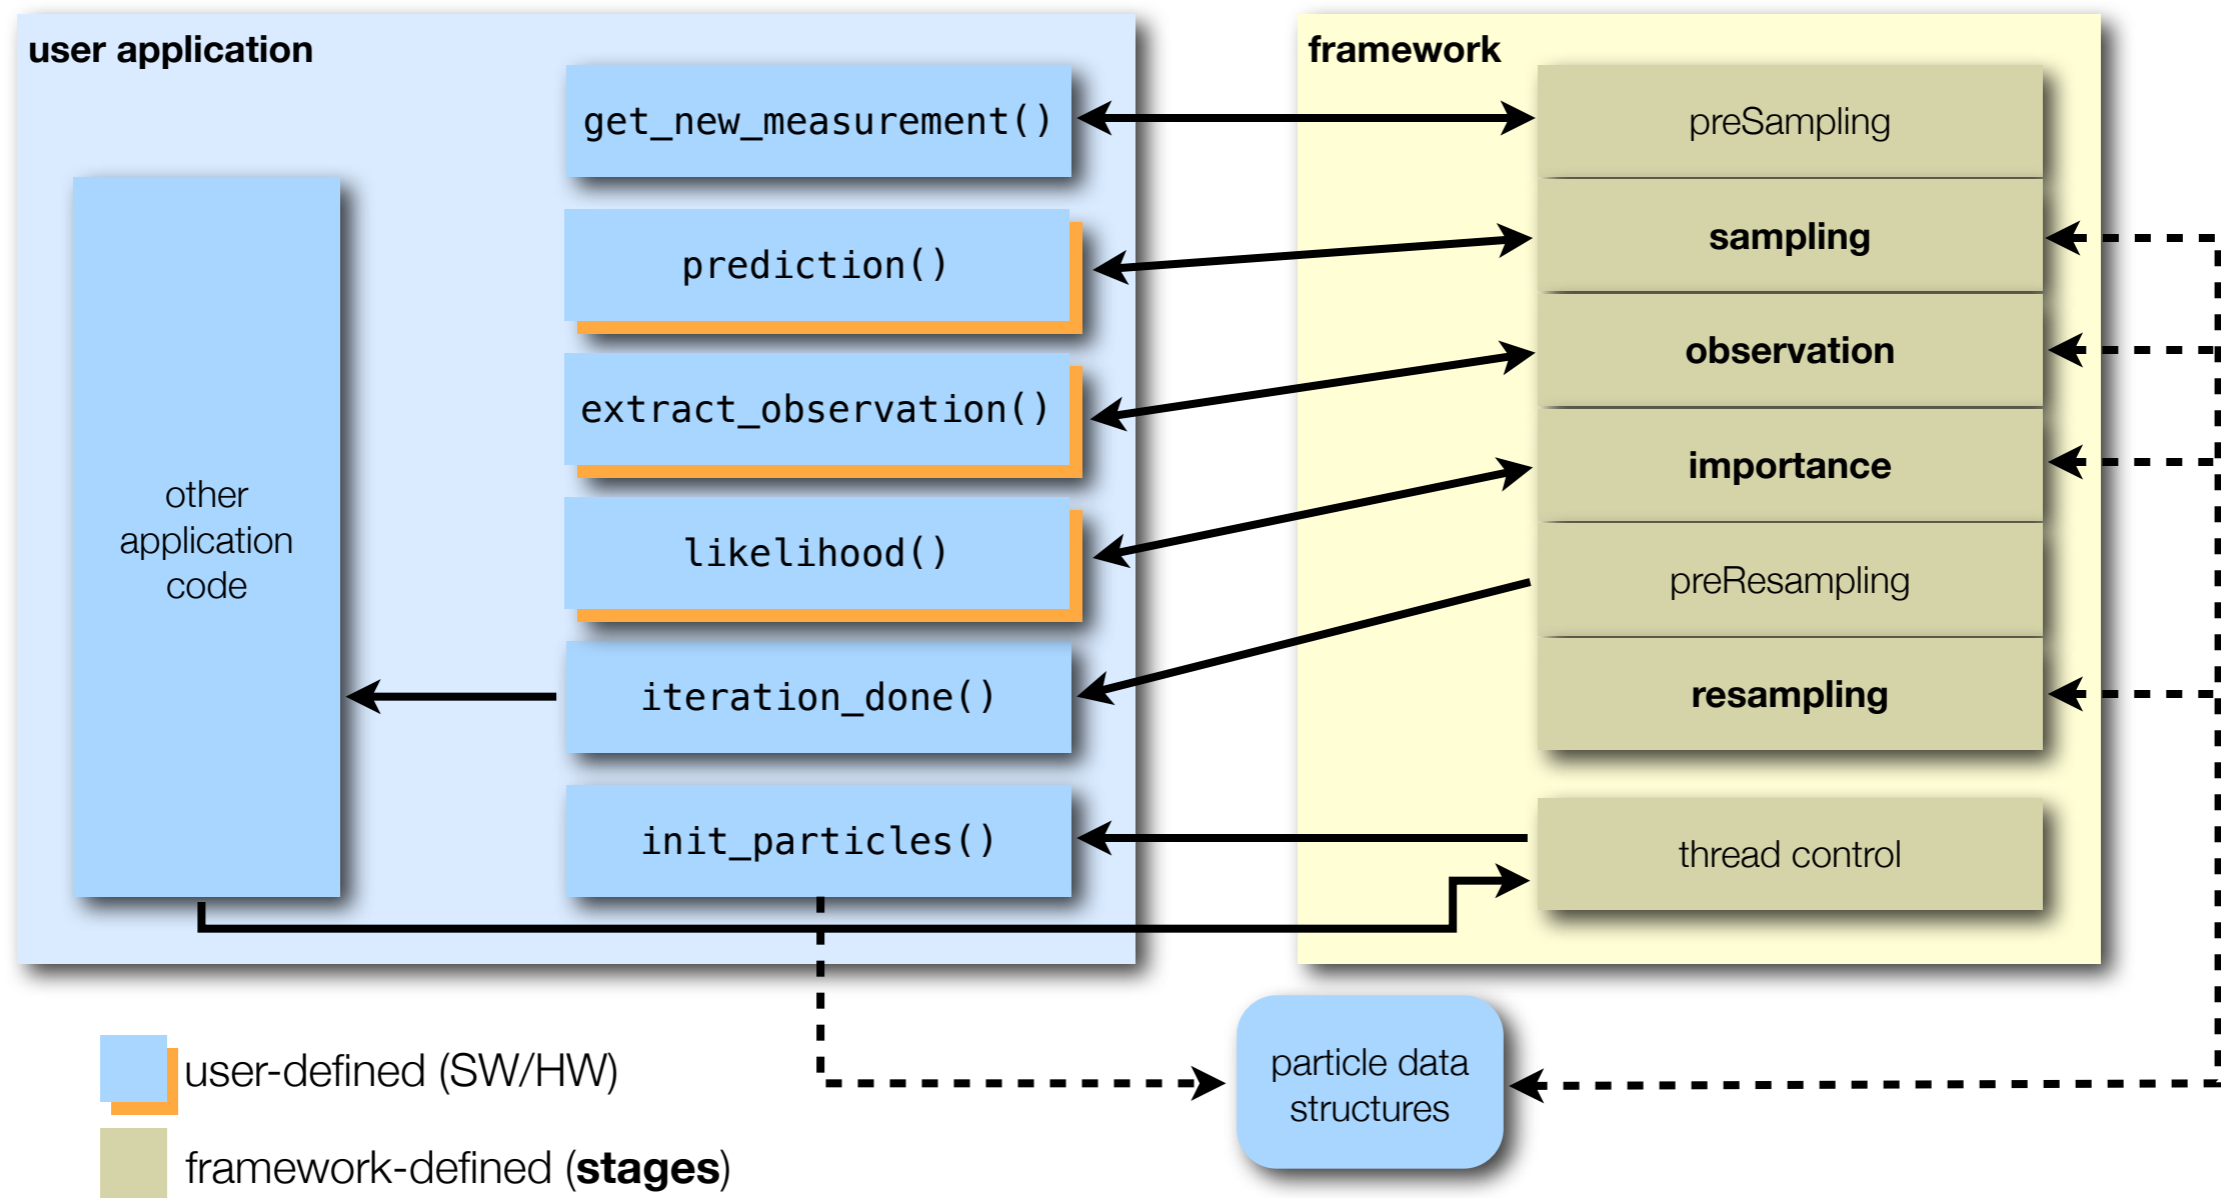 user application
get_new_measurement()
prediction()
extract_observation()
likelihood()
iteration_done()
init_particles()
other
application
code
framework
preSampling
sampling
observation
importance
preResampling
resampling
thread control
particle data
structures
user-defined (SW/HW)
framework-defined (stages)